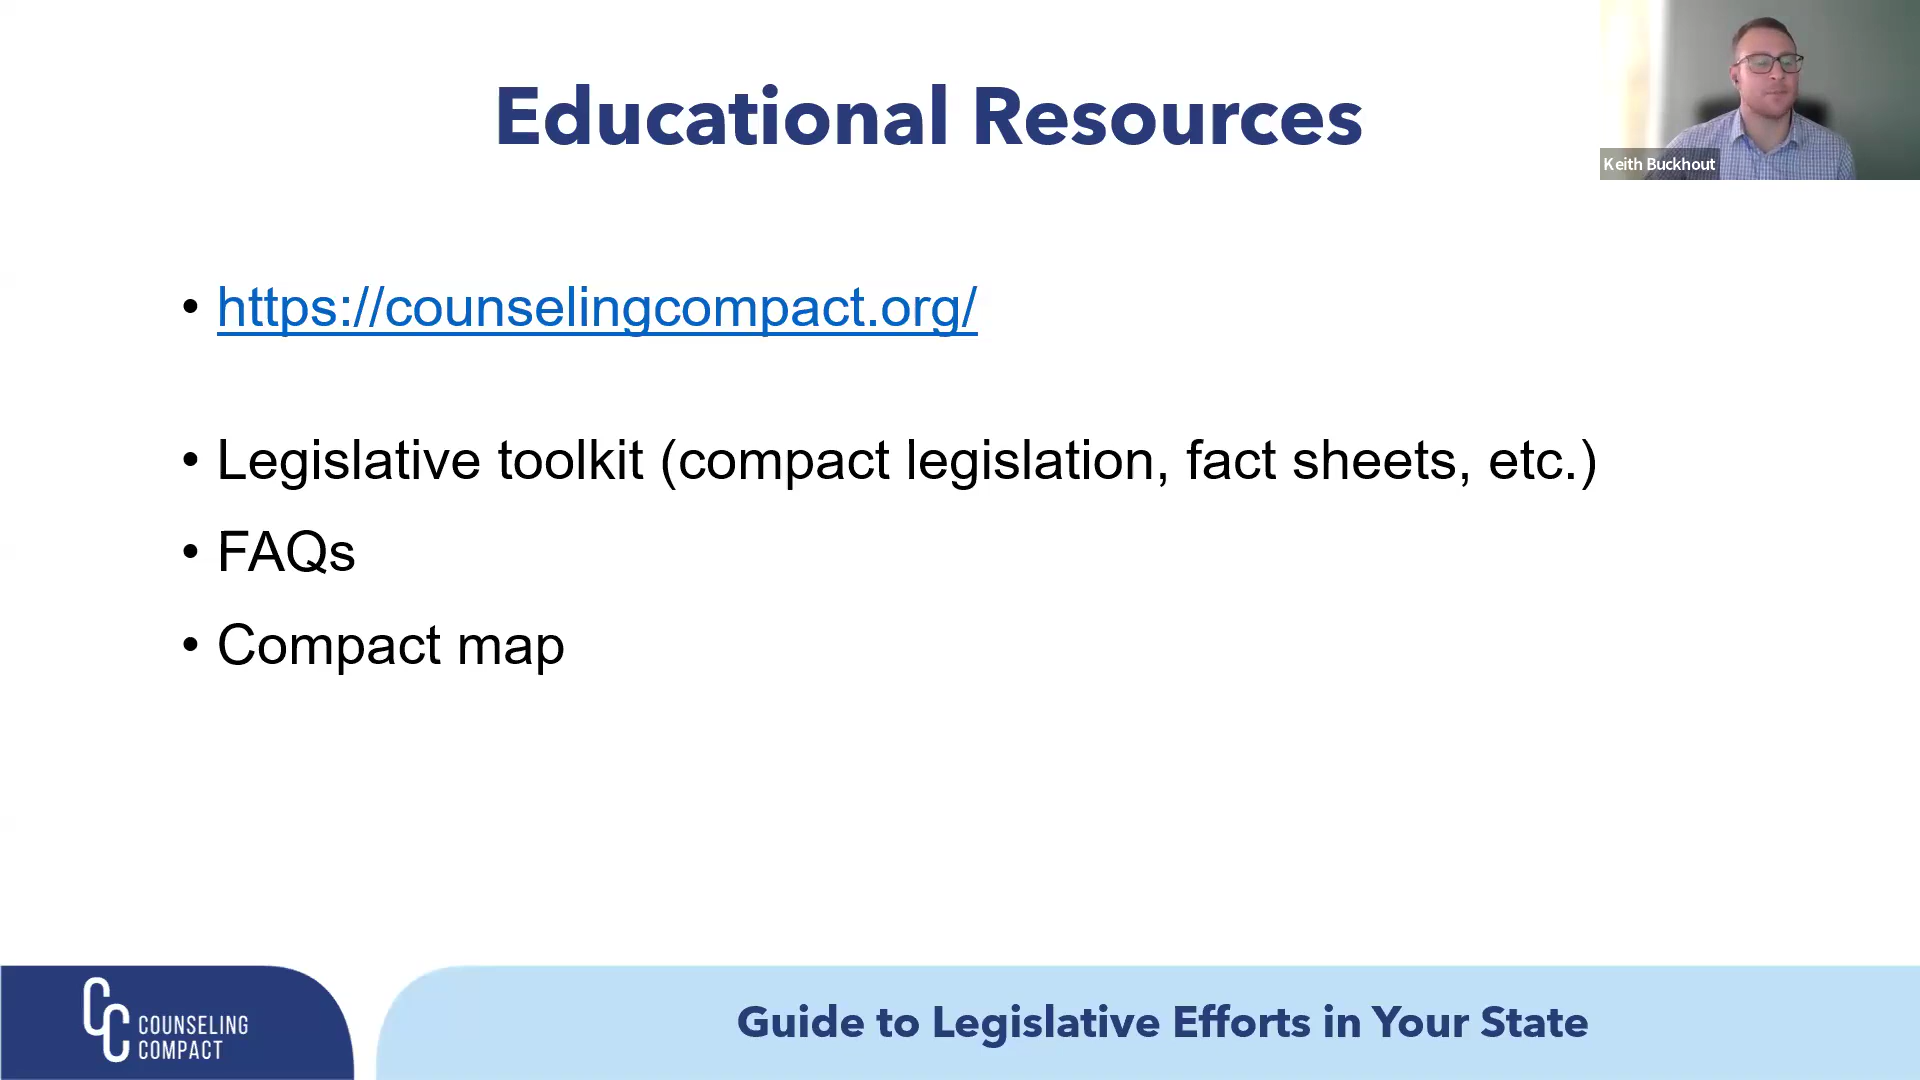 Educational Resources
Keith Buckhout
• https://counselingcompact.org/
• Legislative toolkit (compact legislation, fact sheets, etc.)
• FAQs
• Compact map
CC COUNSELING
COMPACT
Guide to Legislative Efforts in Your State